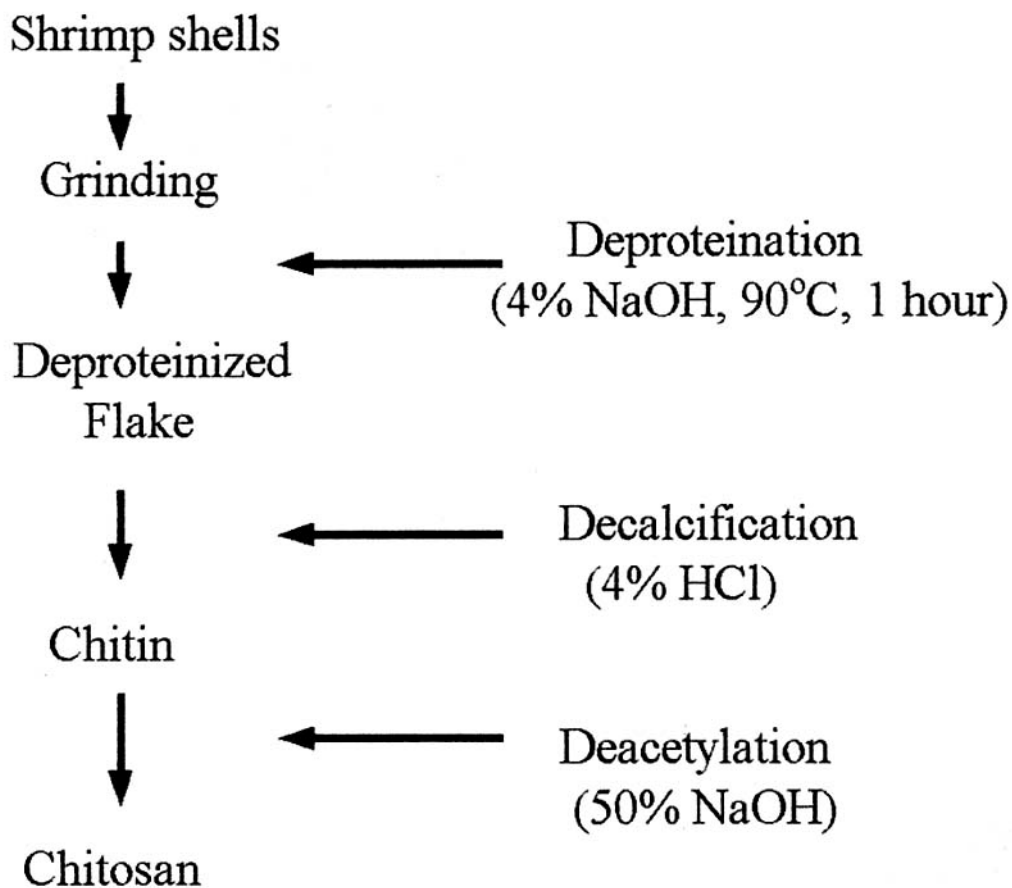 Shrimp shells
Grinding
Deproteination
(4% NaOH, 90°C, 1 hour)
Deproteinized
Flake
Decalcification
(4% HCl)
Chitin
Deacetylation
(50% NaOH)
Chitosan